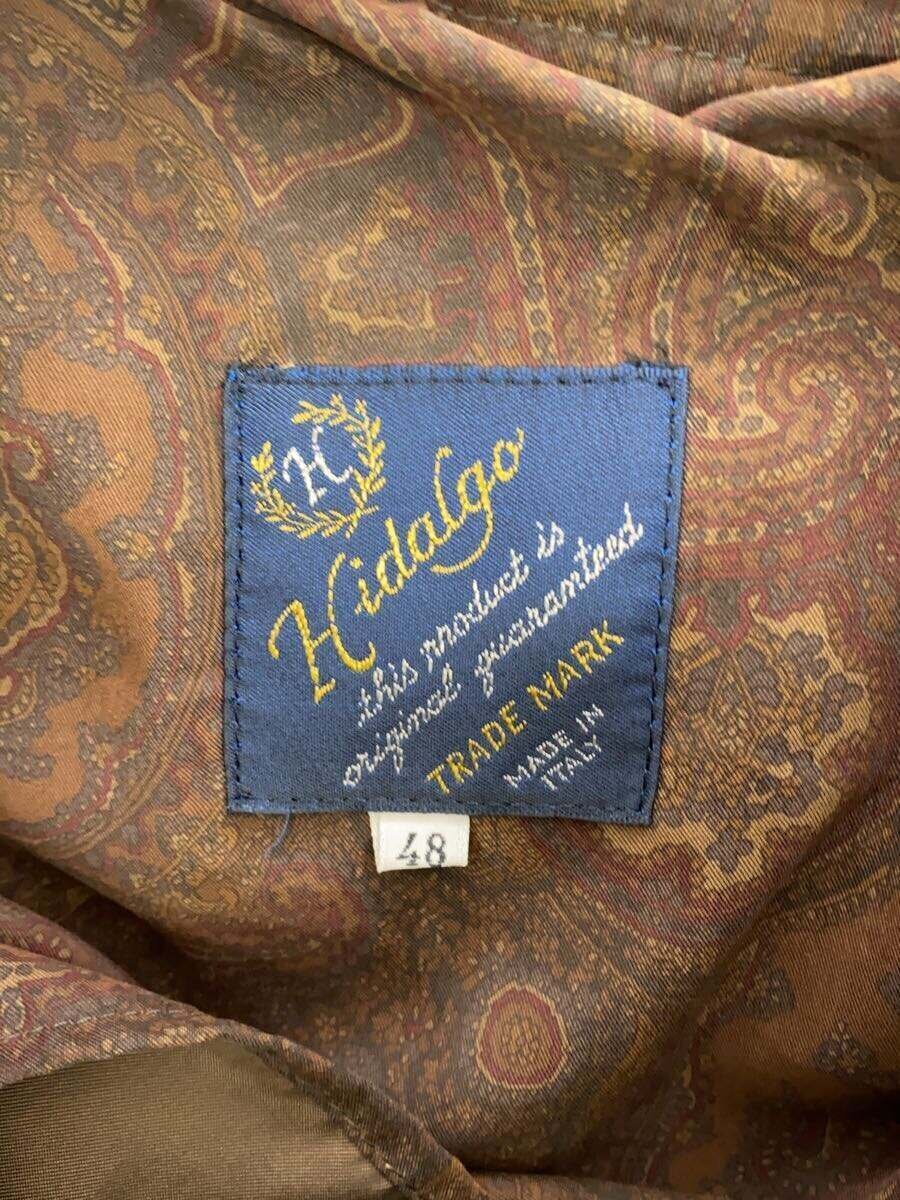 H
Hidalgo
this product is
original guaranteed
TRADE MARK
MADE IN
ITALY
48